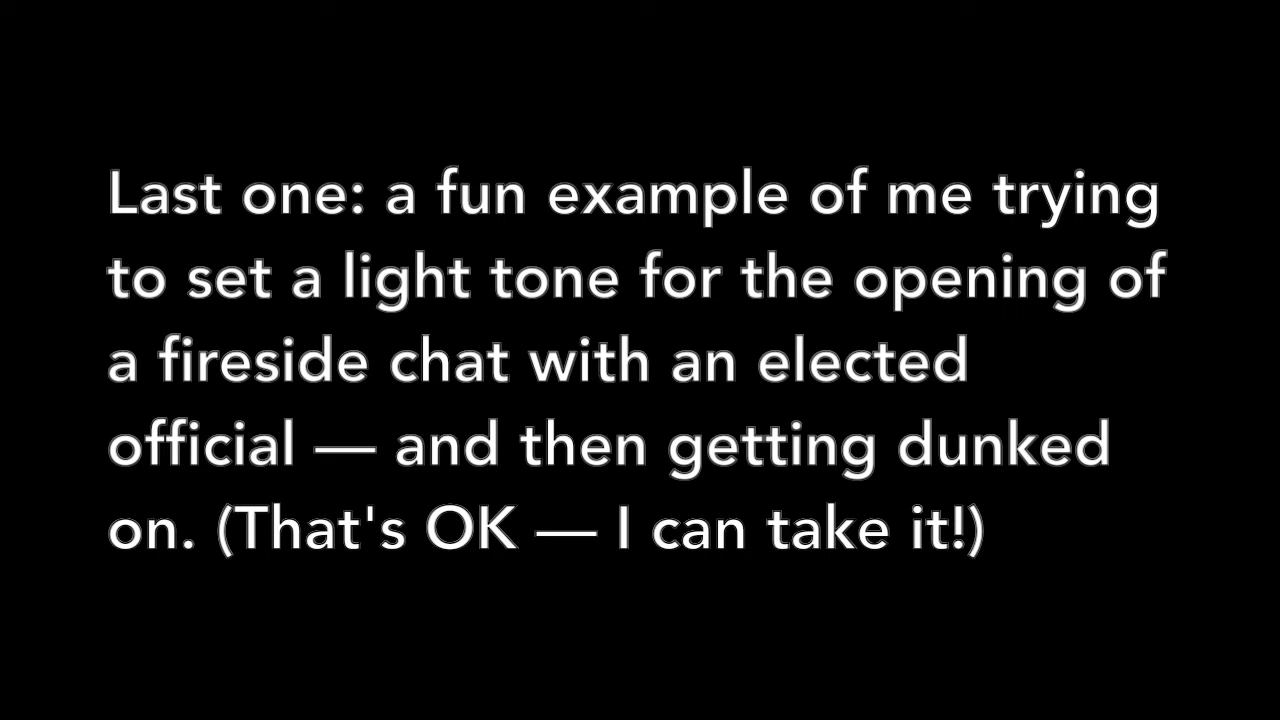 Last one: a fun example of me trying
to set a light tone for the opening of
a fireside chat with an elected
official — and then getting dunked
on. (That's OK — I can take it!)